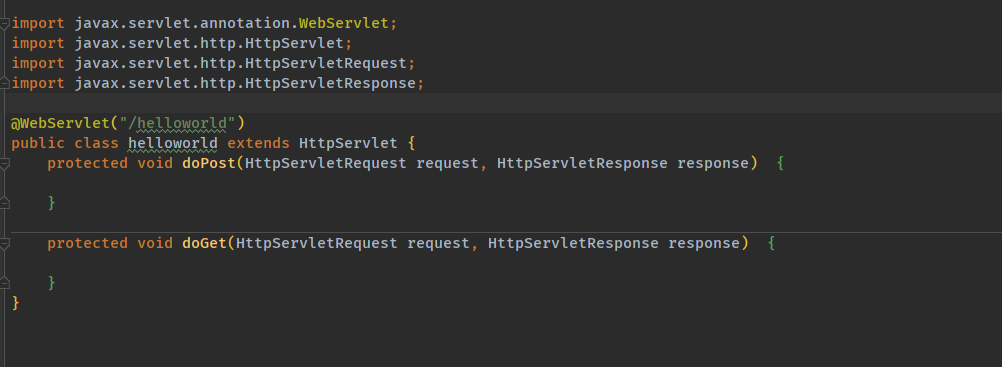 import javax.servlet.annotation.WebServlet;
import javax.servlet.http.HttpServlet;
import javax.servlet.http.HttpServletRequest;
import javax.servlet.http.HttpServletResponse;
@WebServlet("/helloworld")
public class helloworld extends HttpServlet {
    protected void doPost(HttpServletRequest request, HttpServletResponse response)  {
    }
    protected void doGet(HttpServletRequest request, HttpServletResponse response)  {
    }
}